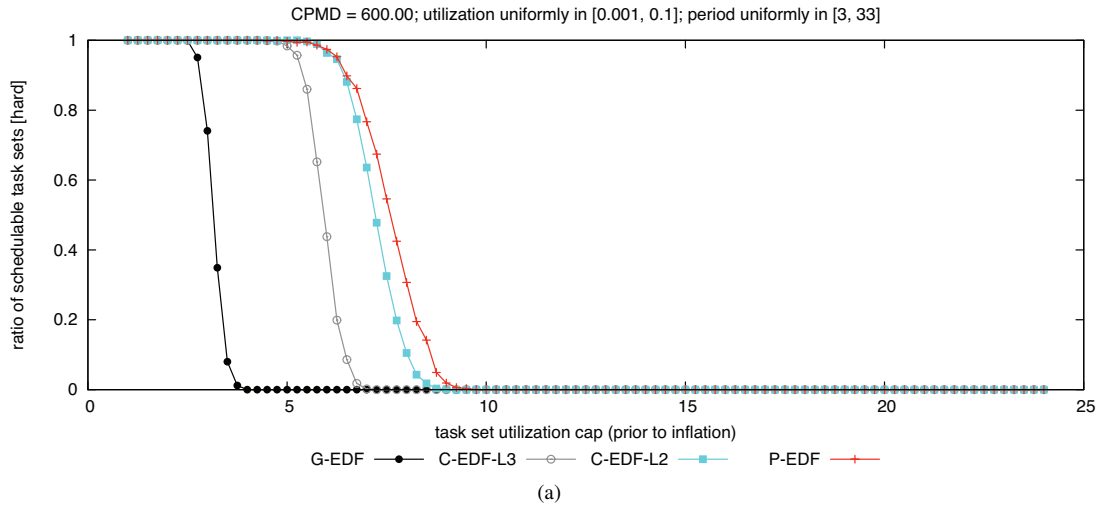 CPMD = 600.00; utilization uniformly in [0.001, 0.1]; period uniformly in [3, 33]
ratio of schedulable task sets [hard]
1
0.8
0.6
0.4
0.2
0
0 5 10 15 20 25
task set utilization cap (prior to inflation)
G-EDF C-EDF-L3 C-EDF-L2 P-EDF
(a)